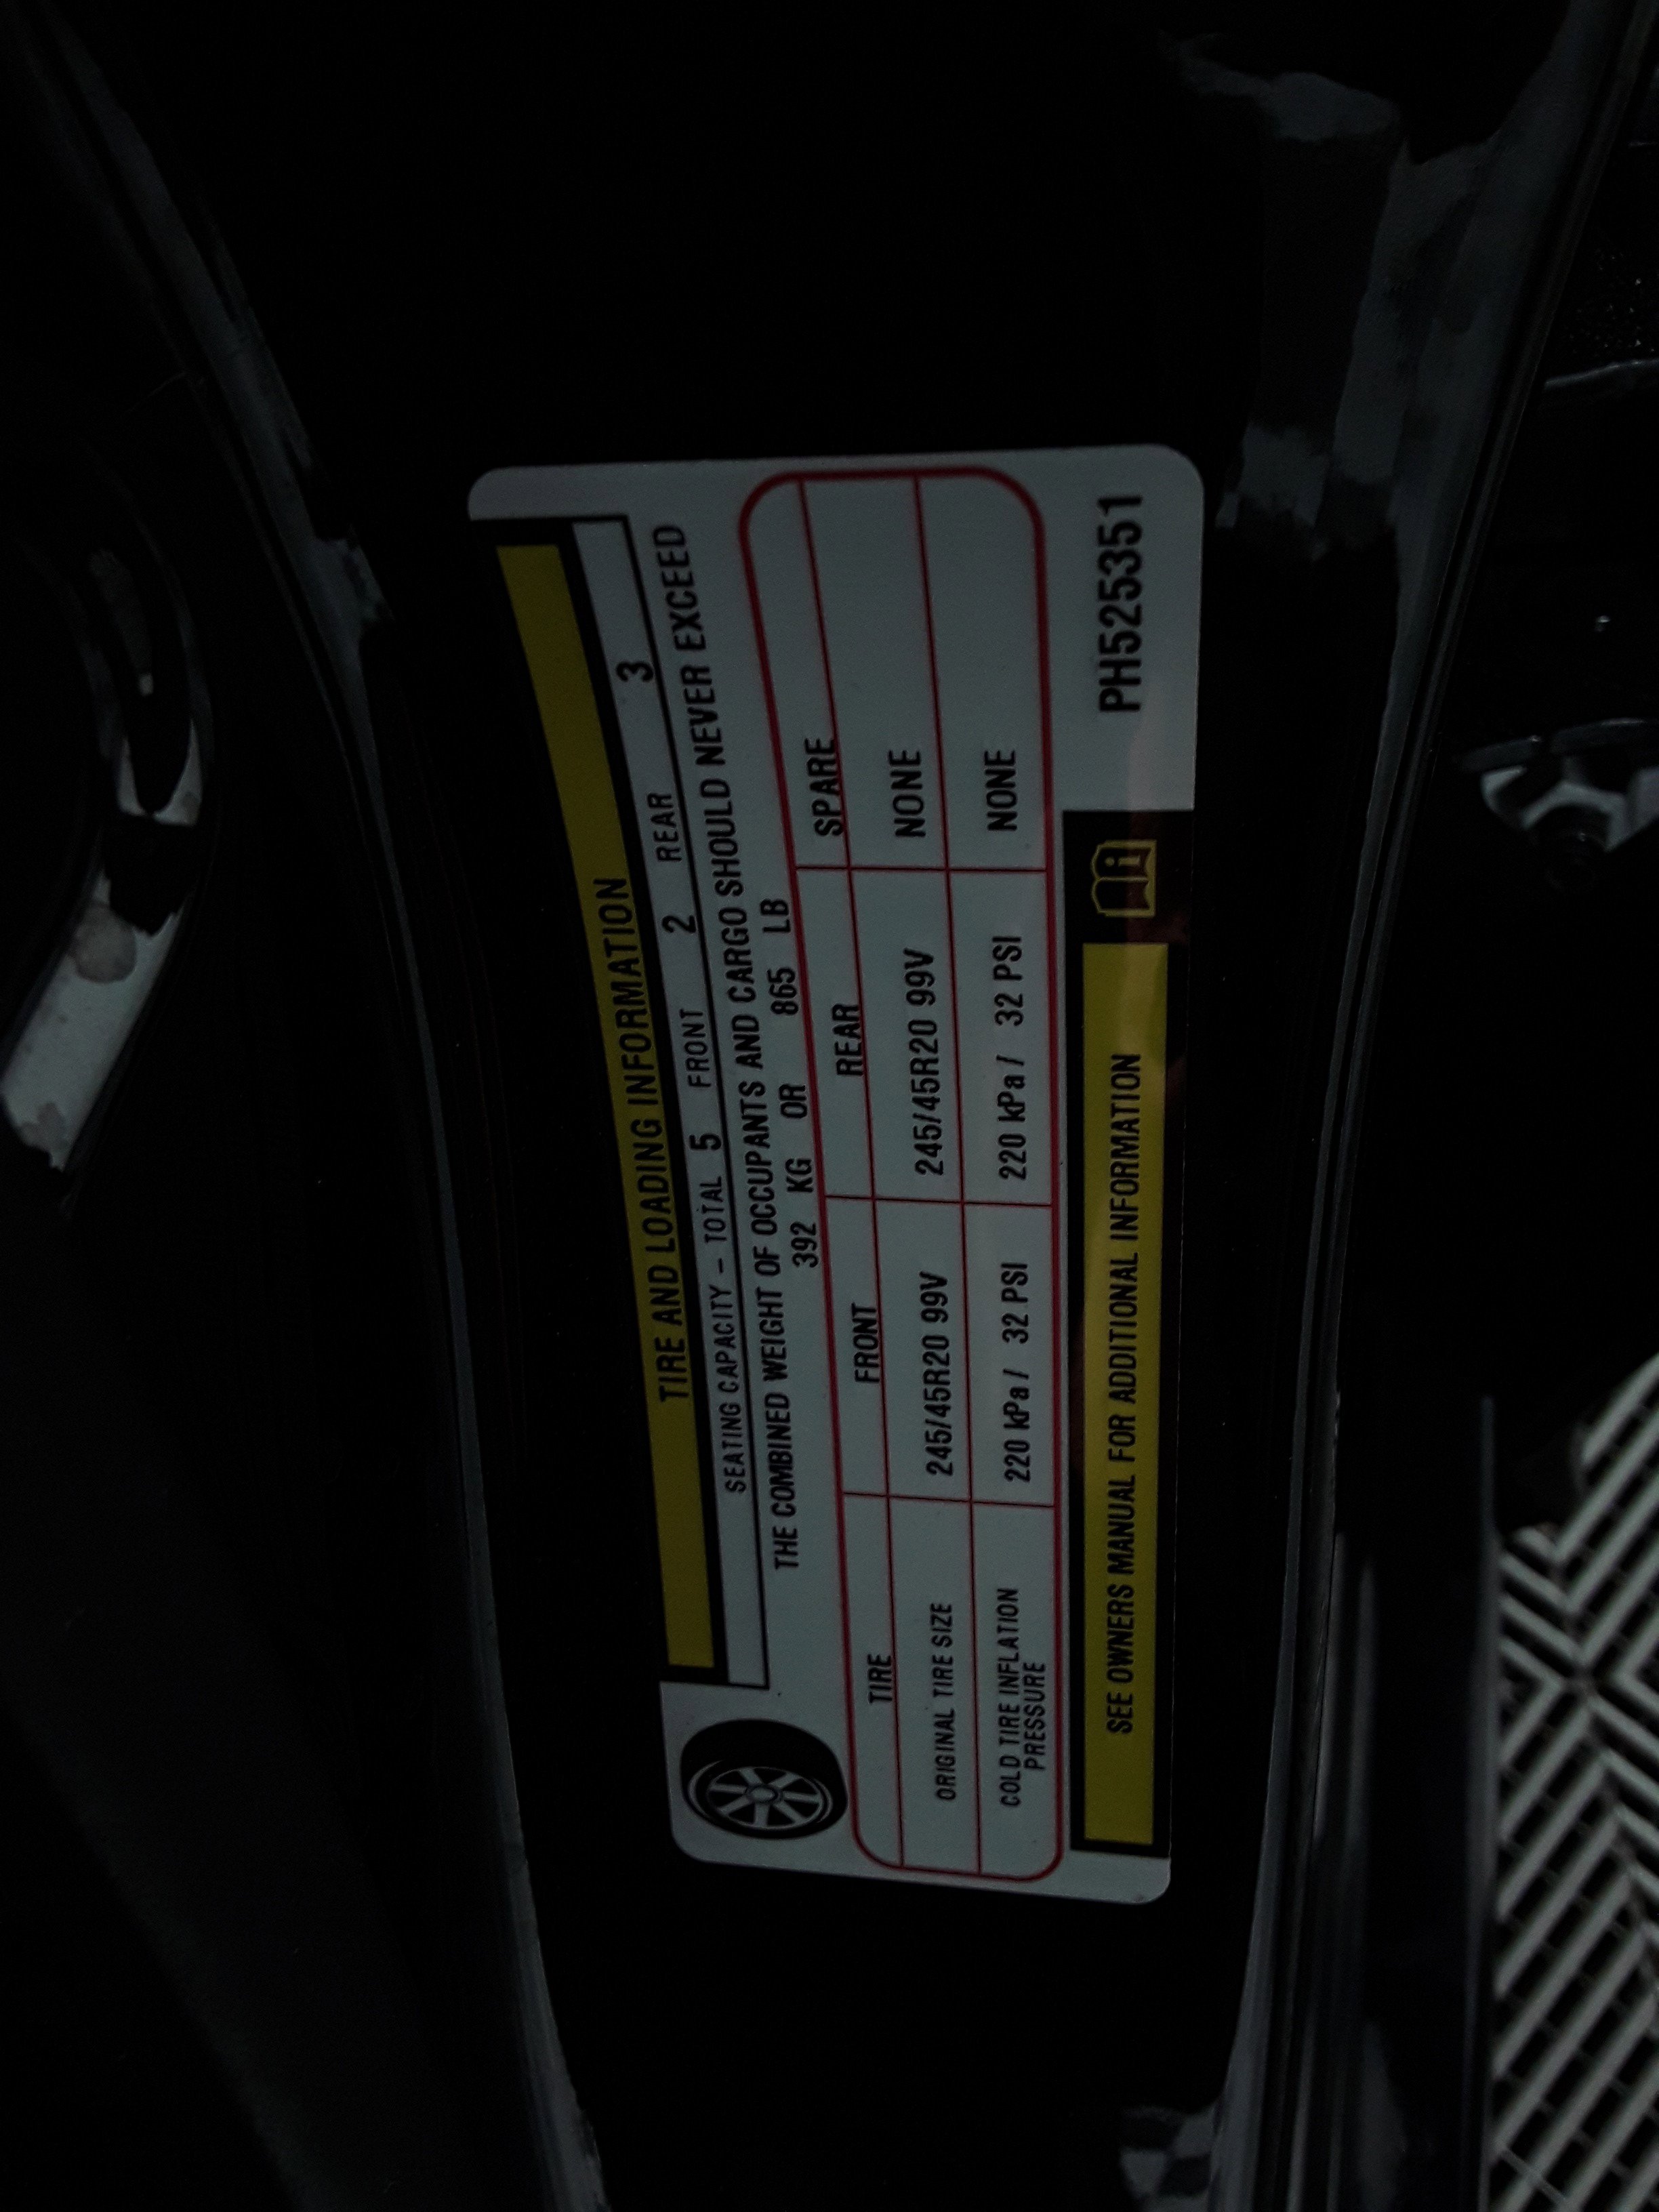 TIRE AND LOADING INFORMATION
SEATING CAPACITY – TOTAL 5 FRONT 2 REAR 3
THE COMBINED WEIGHT OF OCCUPANTS AND CARGO SHOULD NEVER EXCEED
392 KG OR 865 LB
TIRE FRONT REAR SPARE
ORIGINAL TIRE SIZE 245/45R20 99V 245/45R20 99V NONE
COLD TIRE INFLATION PRESSURE 220 kPa / 32 PSI 220 kPa / 32 PSI NONE
SEE OWNERS MANUAL FOR ADDITIONAL INFORMATION
PH525351